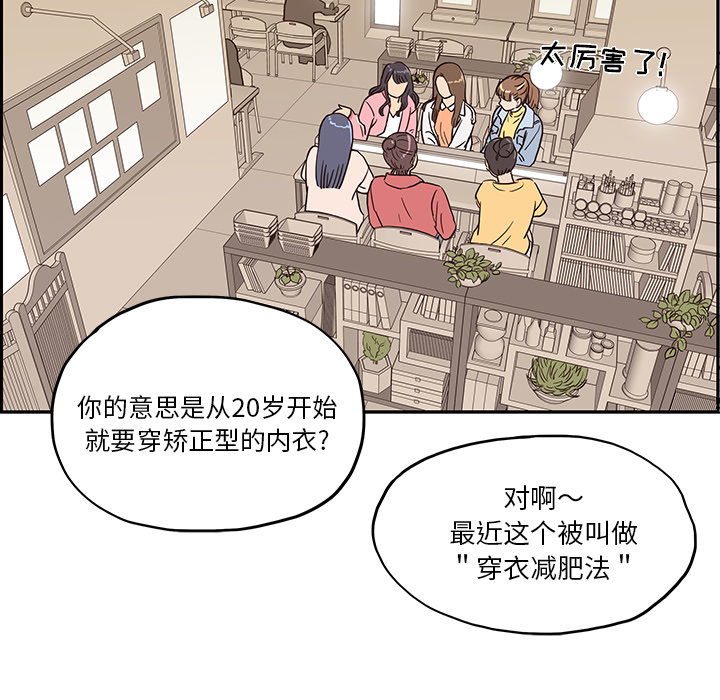 太厉害了!
你的意思是从20岁开始
就要穿矫正型的内衣?
对啊～
最近这个被叫做
"穿衣减肥法"